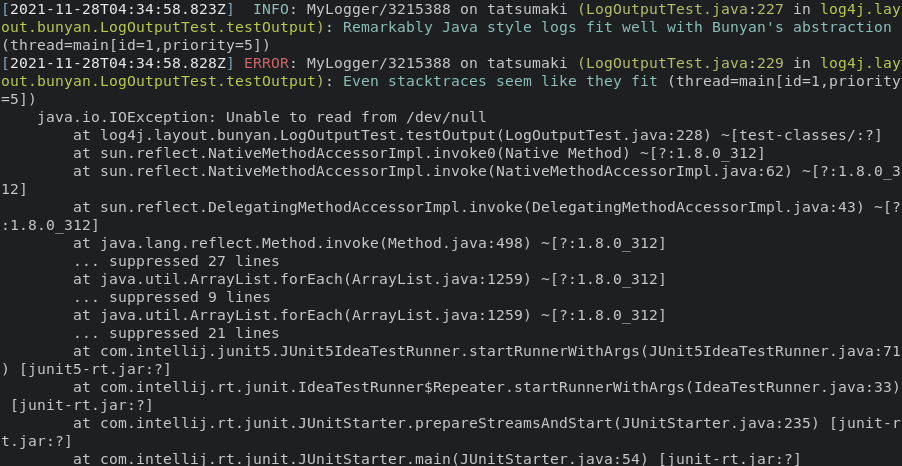 [2021-11-28T04:34:58.823Z]  INFO: MyLogger/3215388 on tatsumaki (LogOutputTest.java:227 in log4j.lay
out.bunyan.LogOutputTest.testOutput): Remarkably Java style logs fit well with Bunyan's abstraction
(thread=main[id=1,priority=5])
[2021-11-28T04:34:58.828Z] ERROR: MyLogger/3215388 on tatsumaki (LogOutputTest.java:229 in log4j.lay
out.bunyan.LogOutputTest.testOutput): Even stacktraces seem like they fit (thread=main[id=1,priority
=5])
    java.io.IOException: Unable to read from /dev/null
        at log4j.layout.bunyan.LogOutputTest.testOutput(LogOutputTest.java:228) ~[test-classes/:?]
        at sun.reflect.NativeMethodAccessorImpl.invoke0(Native Method) ~[?:1.8.0_312]
        at sun.reflect.NativeMethodAccessorImpl.invoke(NativeMethodAccessorImpl.java:62) ~[?:1.8.0_3
12]
        at sun.reflect.DelegatingMethodAccessorImpl.invoke(DelegatingMethodAccessorImpl.java:43) ~[?
:1.8.0_312]
        at java.lang.reflect.Method.invoke(Method.java:498) ~[?:1.8.0_312]
        ... suppressed 27 lines
        at java.util.ArrayList.forEach(ArrayList.java:1259) ~[?:1.8.0_312]
        ... suppressed 9 lines
        at java.util.ArrayList.forEach(ArrayList.java:1259) ~[?:1.8.0_312]
        ... suppressed 21 lines
        at com.intellij.junit5.JUnit5IdeaTestRunner.startRunnerWithArgs(JUnit5IdeaTestRunner.java:71
) [junit5-rt.jar:?]
        at com.intellij.rt.junit.IdeaTestRunner$Repeater.startRunnerWithArgs(IdeaTestRunner.java:33)
 [junit-rt.jar:?]
        at com.intellij.rt.junit.JUnitStarter.prepareStreamsAndStart(JUnitStarter.java:235) [junit-r
t.jar:?]
        at com.intellij.rt.junit.JUnitStarter.main(JUnitStarter.java:54) [junit-rt.jar:?]